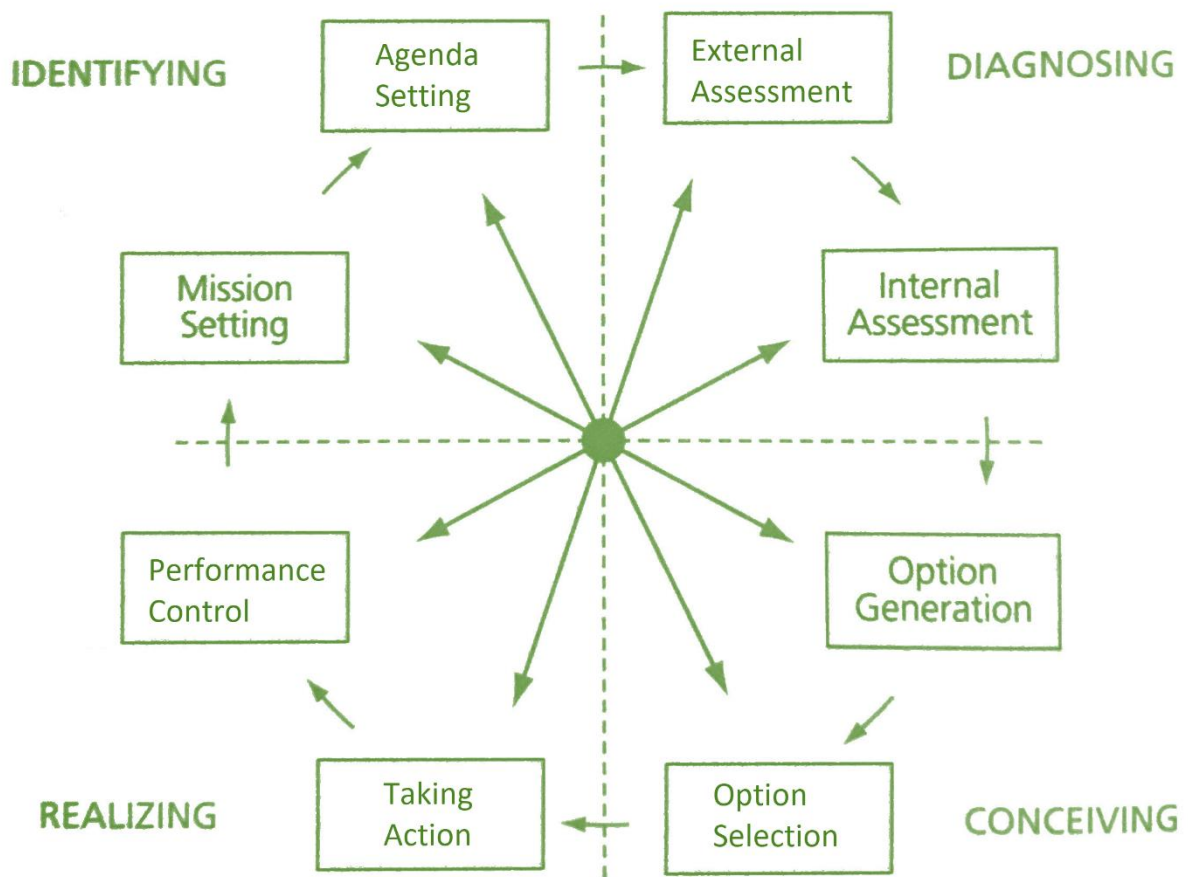 IDENTIFYING
Agenda
Setting
External
Assessment
DIAGNOSING
Mission
Setting
Internal
Assessment
Performance
Control
Option
Generation
REALIZING
Taking
Action
Option
Selection
CONCEIVING